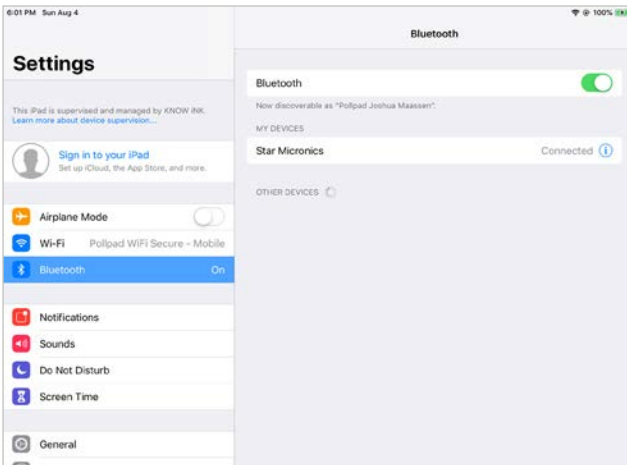 6:01 PM Sun Aug 4
100%
Bluetooth
Settings
This iPad is supervised and managed by KNOW iNK.
Learn more about device supervision...
Sign in to your iPad
Set up iCloud, the App Store, and more.
Airplane Mode
Wi-Fi Pollpad WiFi Secure - Mobile
Bluetooth On
Notifications
Sounds
Do Not Disturb
Screen Time
General
Bluetooth
Now discoverable as "Pollpad Joshua Maassen".
MY DEVICES
Star Micronics Connected
OTHER DEVICES